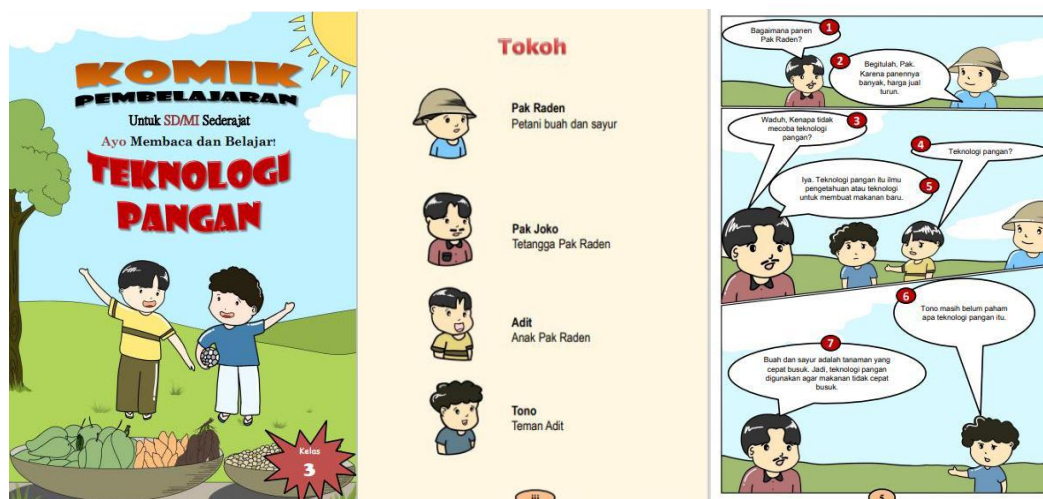 KOMIK
PEMBELAJARAN
Untuk SD/MI Sederajat
Ayo Membaca dan Belajar!
TEKNOLOGI
PANGAN
Kelas
3
Tokoh
Pak Raden
Petani buah dan sayur
Pak Joko
Tetangga Pak Raden
Adit
Anak Pak Raden
Tono
Teman Adit
iii
1
Bagaimana panen
Pak Raden?
2
Begitulah, Pak.
Karena panennya
banyak, harga jual
turun.
3
Waduh, Kenapa tidak
mecoba teknologi
pangan?
4
Teknologi pangan?
5
Iya. Teknologi pangan itu ilmu
pengetahuan atau teknologi
untuk membuat makanan baru.
6
Tono masih belum paham
apa teknologi pangan itu.
7
Buah dan sayur adalah tanaman yang
cepat busuk. Jadi, teknologi pangan
digunakan agar makanan tidak cepat
busuk.